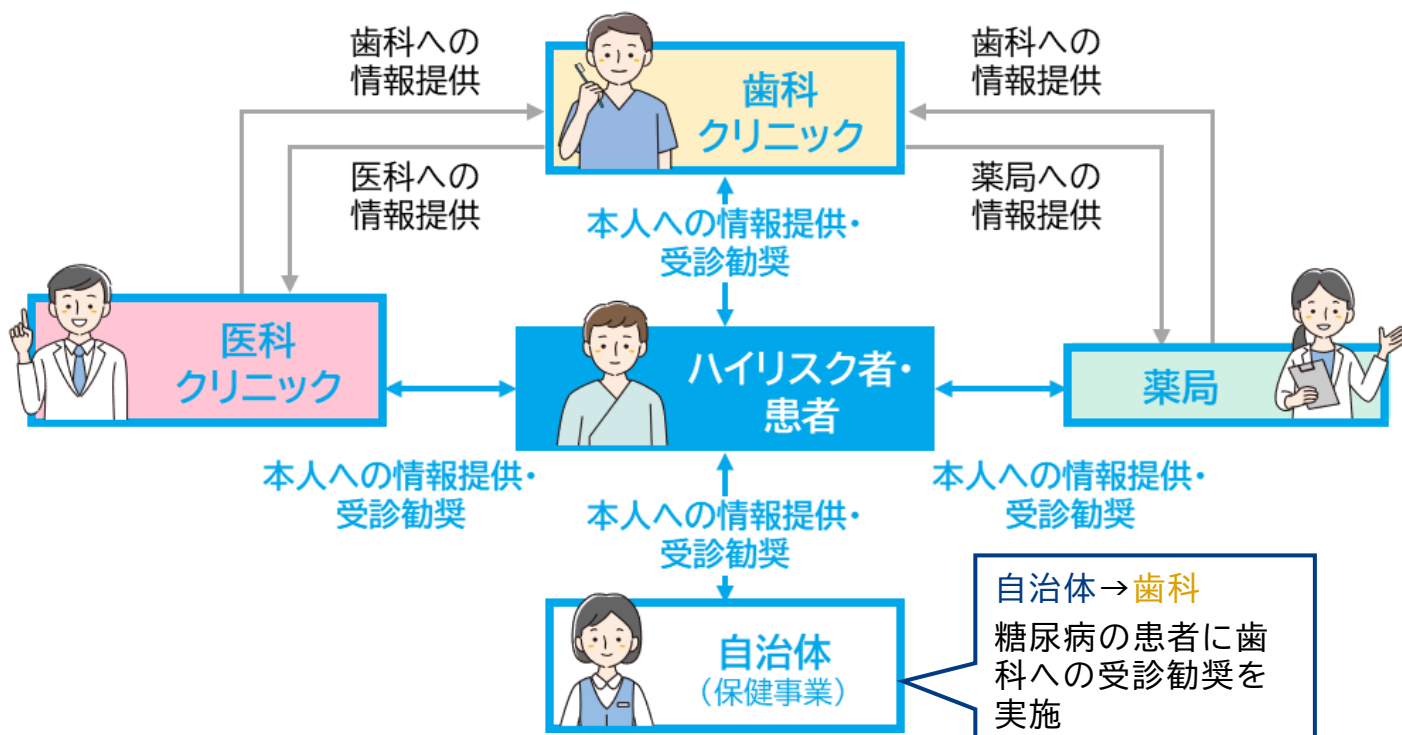 歯科への
情報提供
歯科
クリニック
歯科への
情報提供
医科への
情報提供
薬局への
情報提供
本人への情報提供・
受診勧奨
医科
クリニック
ハイリスク者・
患者
薬局
本人への情報提供・
受診勧奨
本人への情報提供・
受診勧奨
本人への情報提供・
受診勧奨
自治体
（保健事業）
自治体→歯科
糖尿病の患者に歯
科への受診勧奨を
実施